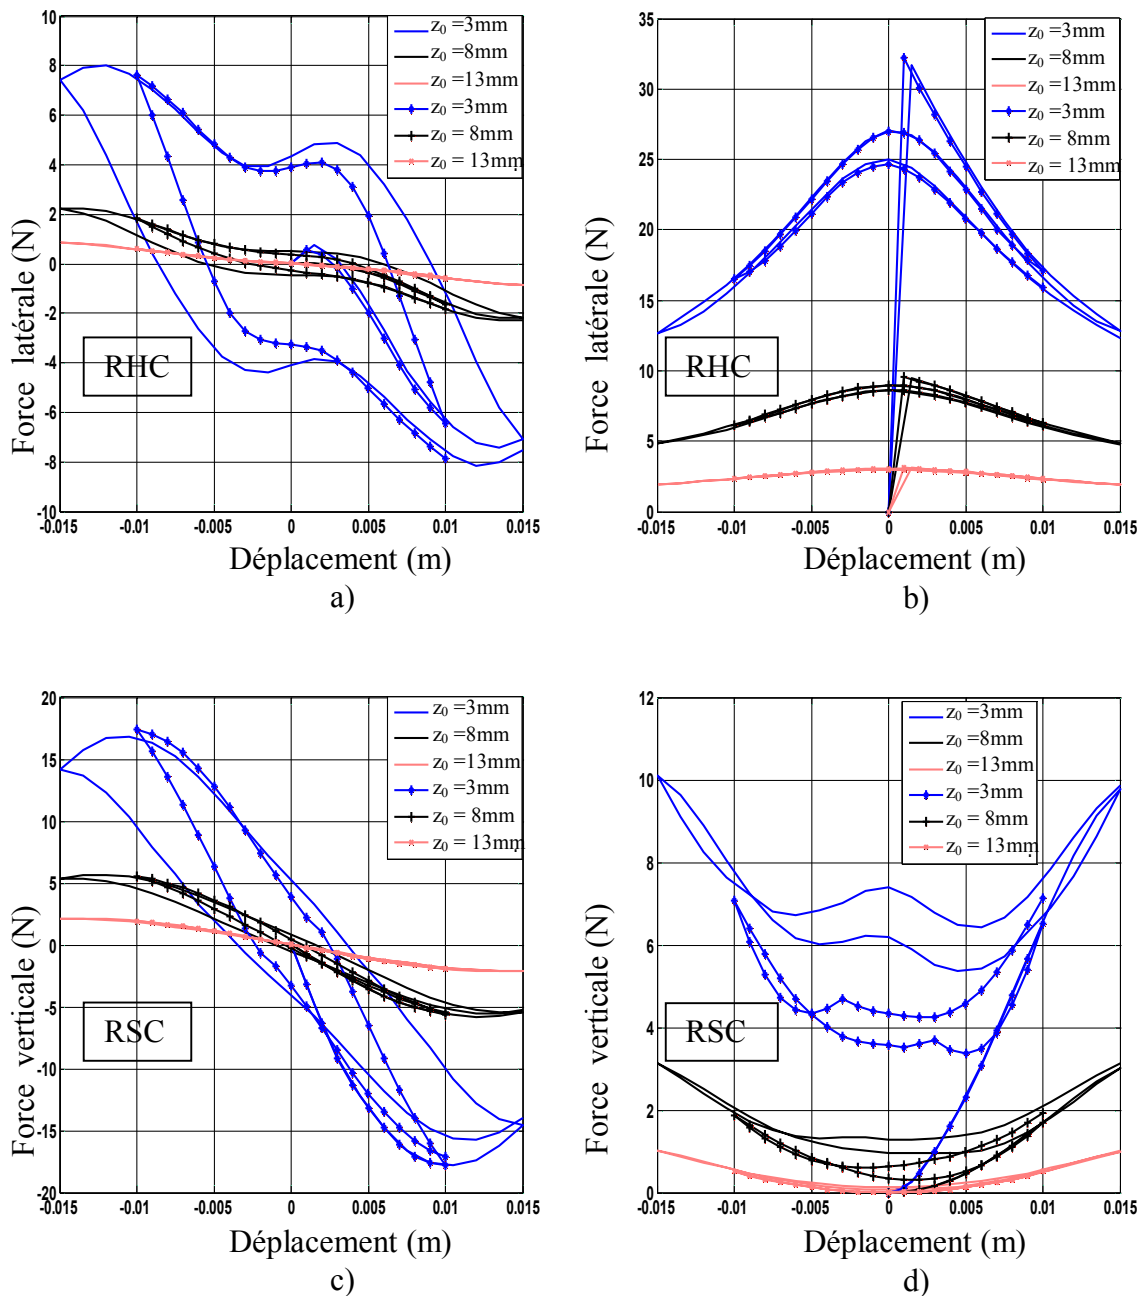 10
8
6
4
2
0
-2
-4
-6
-8
-10
-0.015 -0.01 -0.005 0 0.005 0.01 0.015
Force latérale (N)
Déplacement (m)
RHC
z₀ =3mm
z₀ =8mm
z₀ =13mm
z₀ =3mm
z₀ = 8mm
z₀ = 13mm
a)
35
30
25
20
15
10
5
0
-0.015 -0.01 -0.005 0 0.005 0.01 0.015
Force latérale (N)
Déplacement (m)
RHC
z₀ =3mm
z₀ =8mm
z₀ =13mm
z₀ =3mm
z₀ = 8mm
z₀ = 13mm
b)
20
15
10
5
0
-5
-10
-15
-20
-0.015 -0.01 -0.005 0 0.005 0.01 0.015
Force verticale (N)
Déplacement (m)
RSC
z₀ =3mm
z₀ =8mm
z₀ =13mm
z₀ =3mm
z₀ = 8mm
z₀ = 13mm
c)
12
10
8
6
4
2
0
-0.015 -0.01 -0.005 0 0.005 0.01 0.015
Force verticale (N)
Déplacement (m)
RSC
z₀ =3mm
z₀ =8mm
z₀ =13mm
z₀ =3mm
z₀ = 8mm
z₀ = 13mm
d)